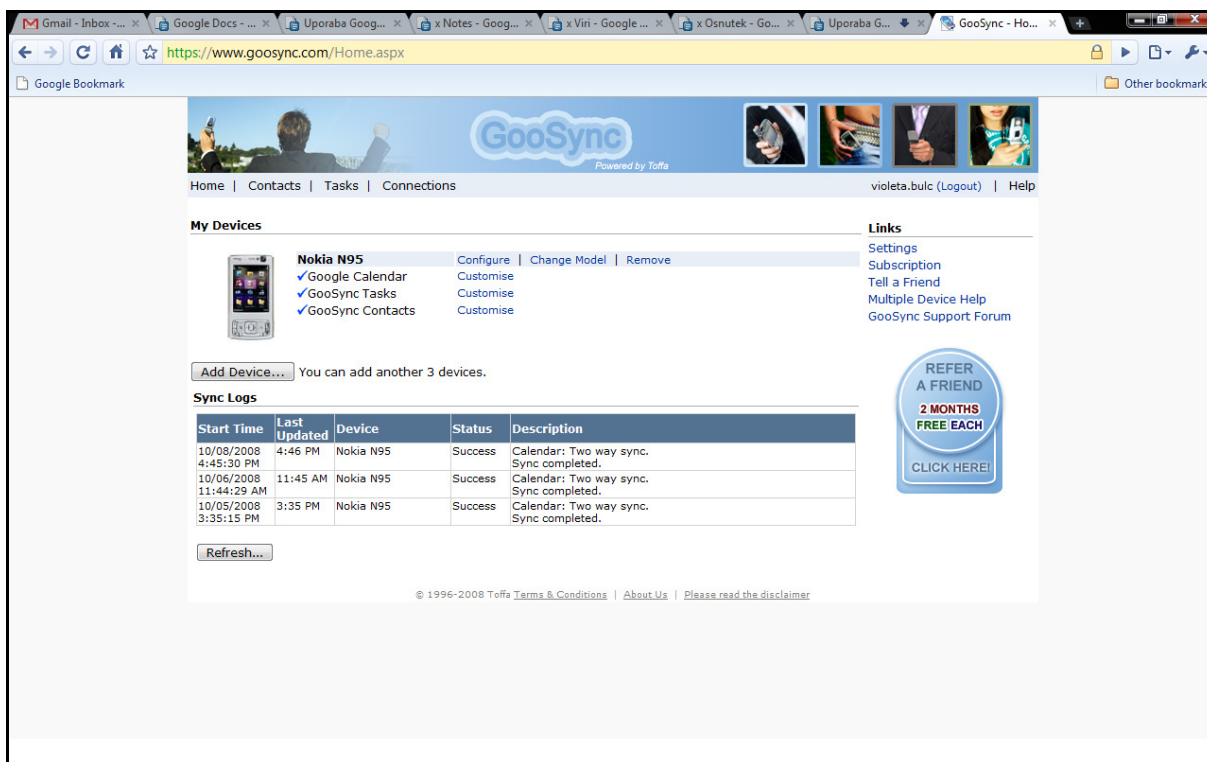 Gmail - Inbox -... Google Docs - ... Uporaba Goog... x Notes - Goog... x Viri - Google ... x Osnutek - Go... Uporaba G... GooSync - Ho...
https://www.goosync.com/Home.aspx
Google Bookmark Other bookmark
GooSync
Powered by Toffa
Home | Contacts | Tasks | Connections violeta.bulc (Logout) | Help
My Devices
Nokia N95 Configure | Change Model | Remove
Google Calendar Customise
GooSync Tasks Customise
GooSync Contacts Customise
Add Device... You can add another 3 devices.
Sync Logs
Start Time Last Updated Device Status Description
10/08/2008 4:46 PM Nokia N95 Success Calendar: Two way sync.
4:45:30 PM Sync completed.
10/06/2008 11:45 AM Nokia N95 Success Calendar: Two way sync.
11:44:29 AM Sync completed.
10/05/2008 3:35 PM Nokia N95 Success Calendar: Two way sync.
3:35:15 PM Sync completed.
Refresh...
Links
Settings
Subscription
Tell a Friend
Multiple Device Help
GooSync Support Forum
REFER
A FRIEND
2 MONTHS
FREE EACH
CLICK HERE!
© 1996-2008 Toffa Terms & Conditions | About Us | Please read the disclaimer